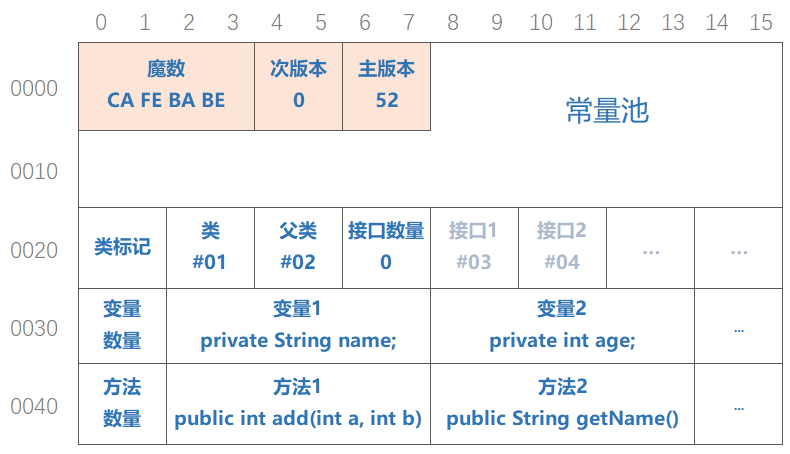 0 1 2 3 4 5 6 7 8 9 10 11 12 13 14 15
0000
魔数
CA FE BA BE
次版本
0
主版本
52
常量池
0010
0020
类标记
类
#01
父类
#02
接口数量
0
接口1
#03
接口2
#04
...
...
0030
变量
数量
变量1
private String name;
变量2
private int age;
...
0040
方法
数量
方法1
public int add(int a, int b)
方法2
public String getName()
...